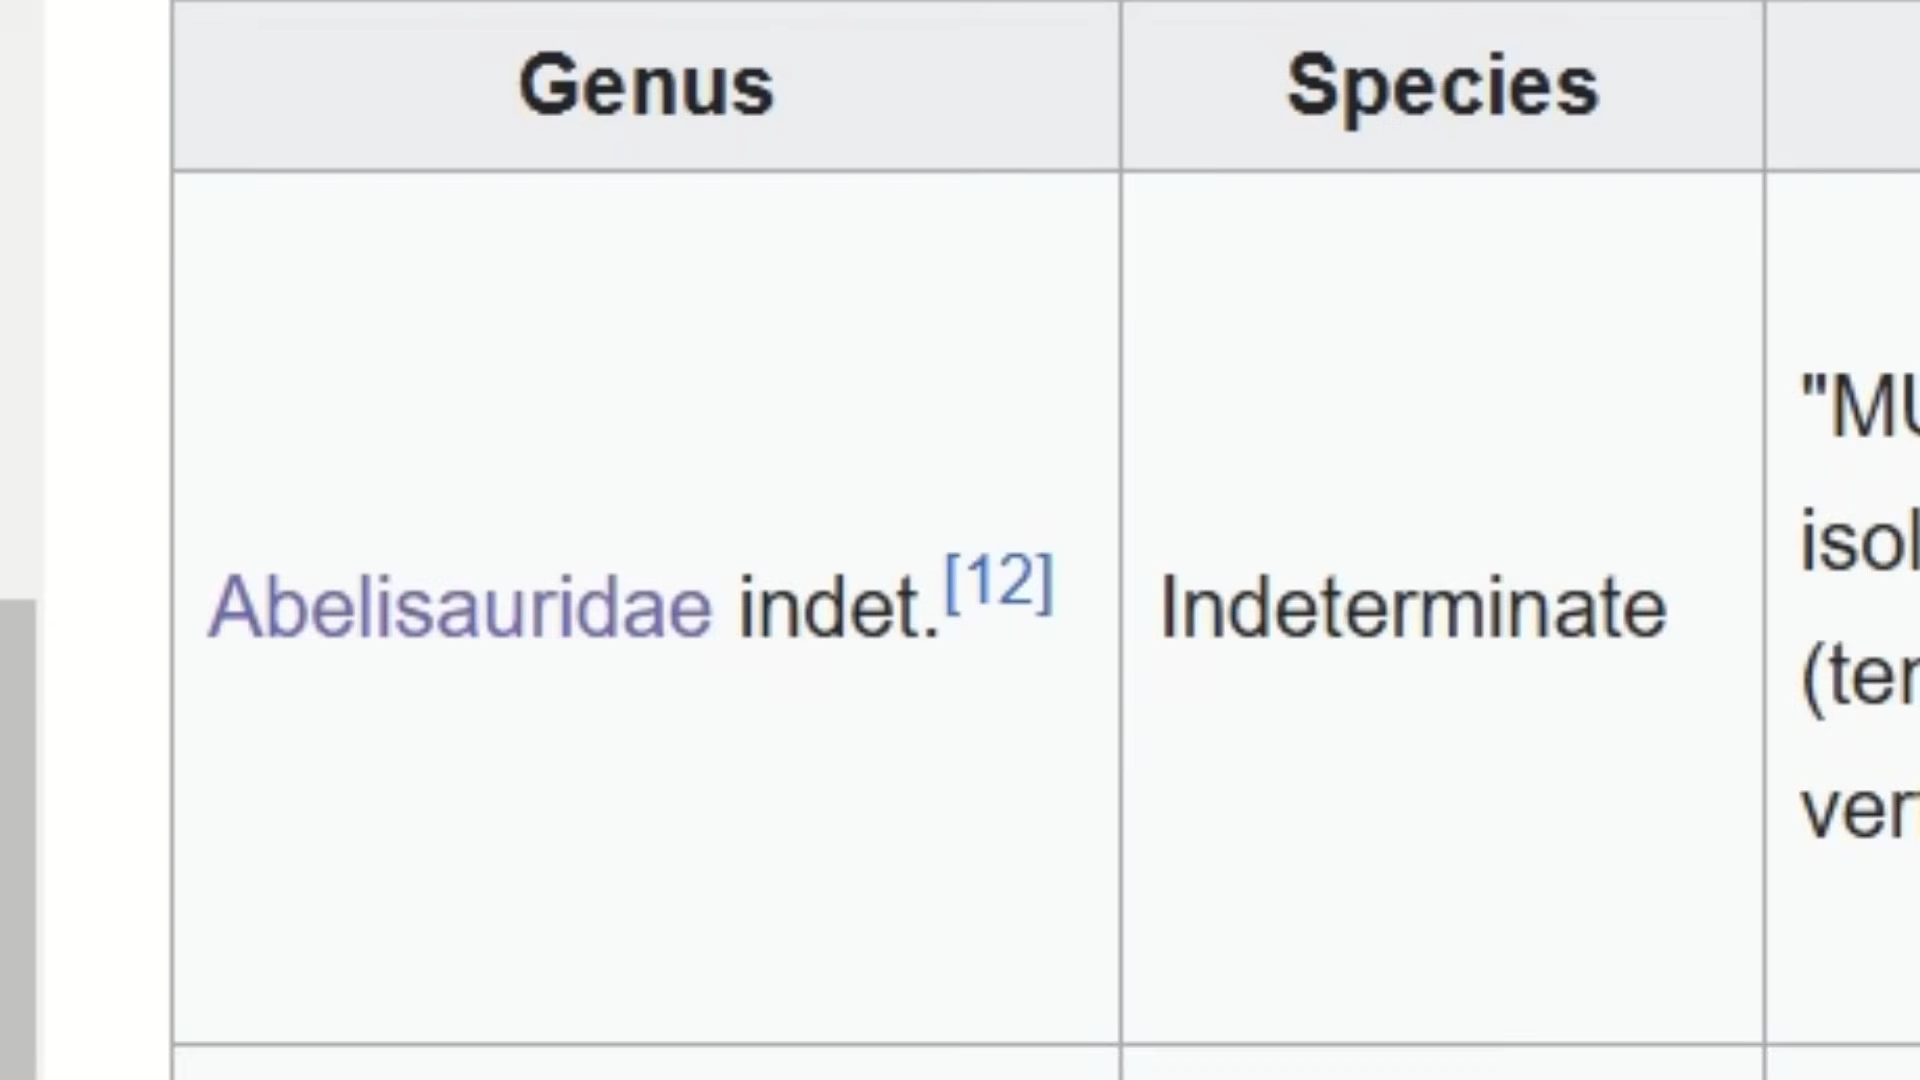 Genus Species
Abelisauridae indet.[12] Indeterminate
"MU
isol
(ter
ver